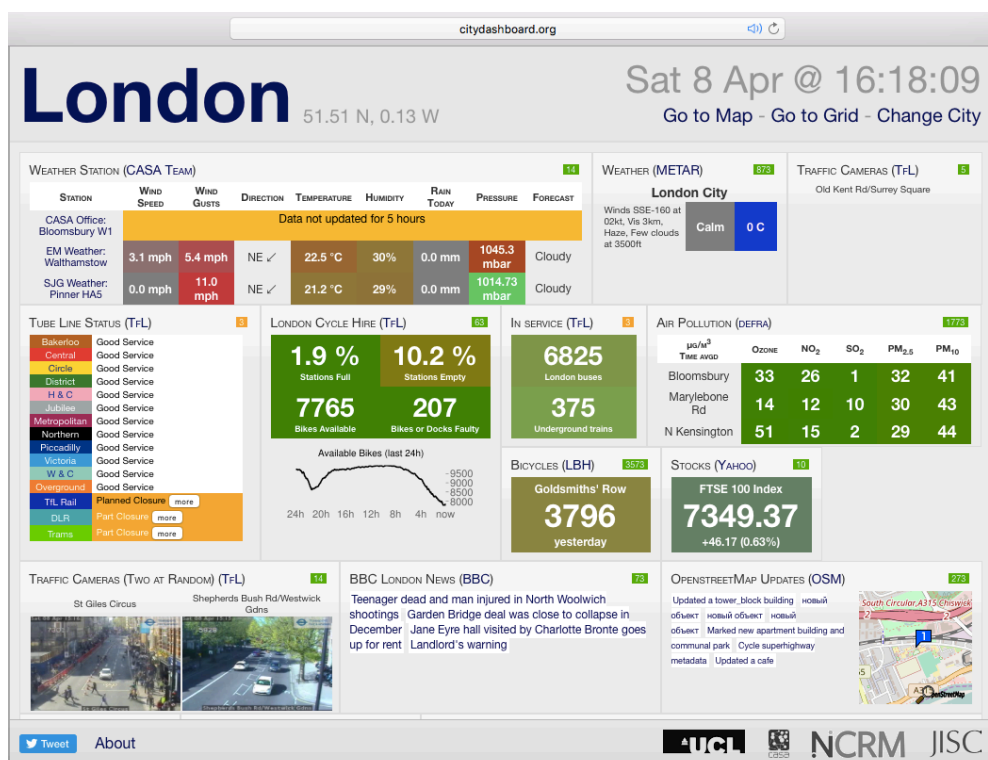 citydashboard.org
London 51.51 N, 0.13 W
Sat 8 Apr @ 16:18:09
Go to Map - Go to Grid - Change City
WEATHER STATION (CASA TEAM) 14
STATION WIND SPEED WIND GUSTS DIRECTION TEMPERATURE HUMIDITY RAIN TODAY PRESSURE FORECAST
CASA Office: Bloomsbury W1 Data not updated for 5 hours
EM Weather: Walthamstow 3.1 mph 5.4 mph NE ↙ 22.5 °C 30% 0.0 mm 1045.3 mbar Cloudy
SJG Weather: Pinner HA5 0.0 mph 11.0 mph NE ↙ 21.2 °C 29% 0.0 mm 1014.73 mbar Cloudy
WEATHER (METAR) 873
London City
Winds SSE-160 at
02kt, Vis 3km,
Haze, Few clouds
at 3500ft
Calm 0 C
TRAFFIC CAMERAS (TFL) 5
Old Kent Rd/Surrey Square
TUBE LINE STATUS (TFL) 3
Bakerloo Good Service
Central Good Service
Circle Good Service
District Good Service
H & C Good Service
Jubilee Good Service
Metropolitan Good Service
Northern Good Service
Piccadilly Good Service
Victoria Good Service
W & C Good Service
Overground Good Service
TfL Rail Planned Closure more
DLR Part Closure more
Trams Part Closure more
LONDON CYCLE HIRE (TFL) 63
1.9 % 10.2 %
Stations Full Stations Empty
7765 207
Bikes Available Bikes or Docks Faulty
Available Bikes (last 24h)
9500
9000
8500
8000
24h 20h 16h 12h 8h 4h now
IN SERVICE (TFL) 3
6825
London buses
375
Underground trains
AIR POLLUTION (DEFRA) 1773
µG/M³ TIME AVGD OZONE NO2 SO2 PM2.5 PM10
Bloomsbury 33 26 1 32 41
Marylebone Rd 14 12 10 30 43
N Kensington 51 15 2 29 44
BICYCLES (LBH) 3573
Goldsmiths' Row
3796
yesterday
STOCKS (YAHOO) 10
FTSE 100 Index
7349.37
+46.17 (0.63%)
TRAFFIC CAMERAS (TWO AT RANDOM) (TFL) 14
St Giles Circus
Shepherds Bush Rd/Westwick
Gdns
St Giles Circus
Shepherds Bush Rd/Westwick Gdns
BBC LONDON NEWS (BBC) 73
Teenager dead and man injured in North Woolwich
shootings Garden Bridge deal was close to collapse in
December Jane Eyre hall visited by Charlotte Bronte goes
up for rent Landlord's warning
OPENSTREETMAP UPDATES (OSM) 273
Updated a tower_block building новый
объект новый объект новый
объект Marked new apartment building and
communal park Cycle superhighway
metadata Updated a cafe
South Circular,A315,Chiswick
1
OpenStreetMap
Tweet About
UCL casa NCRM JISC